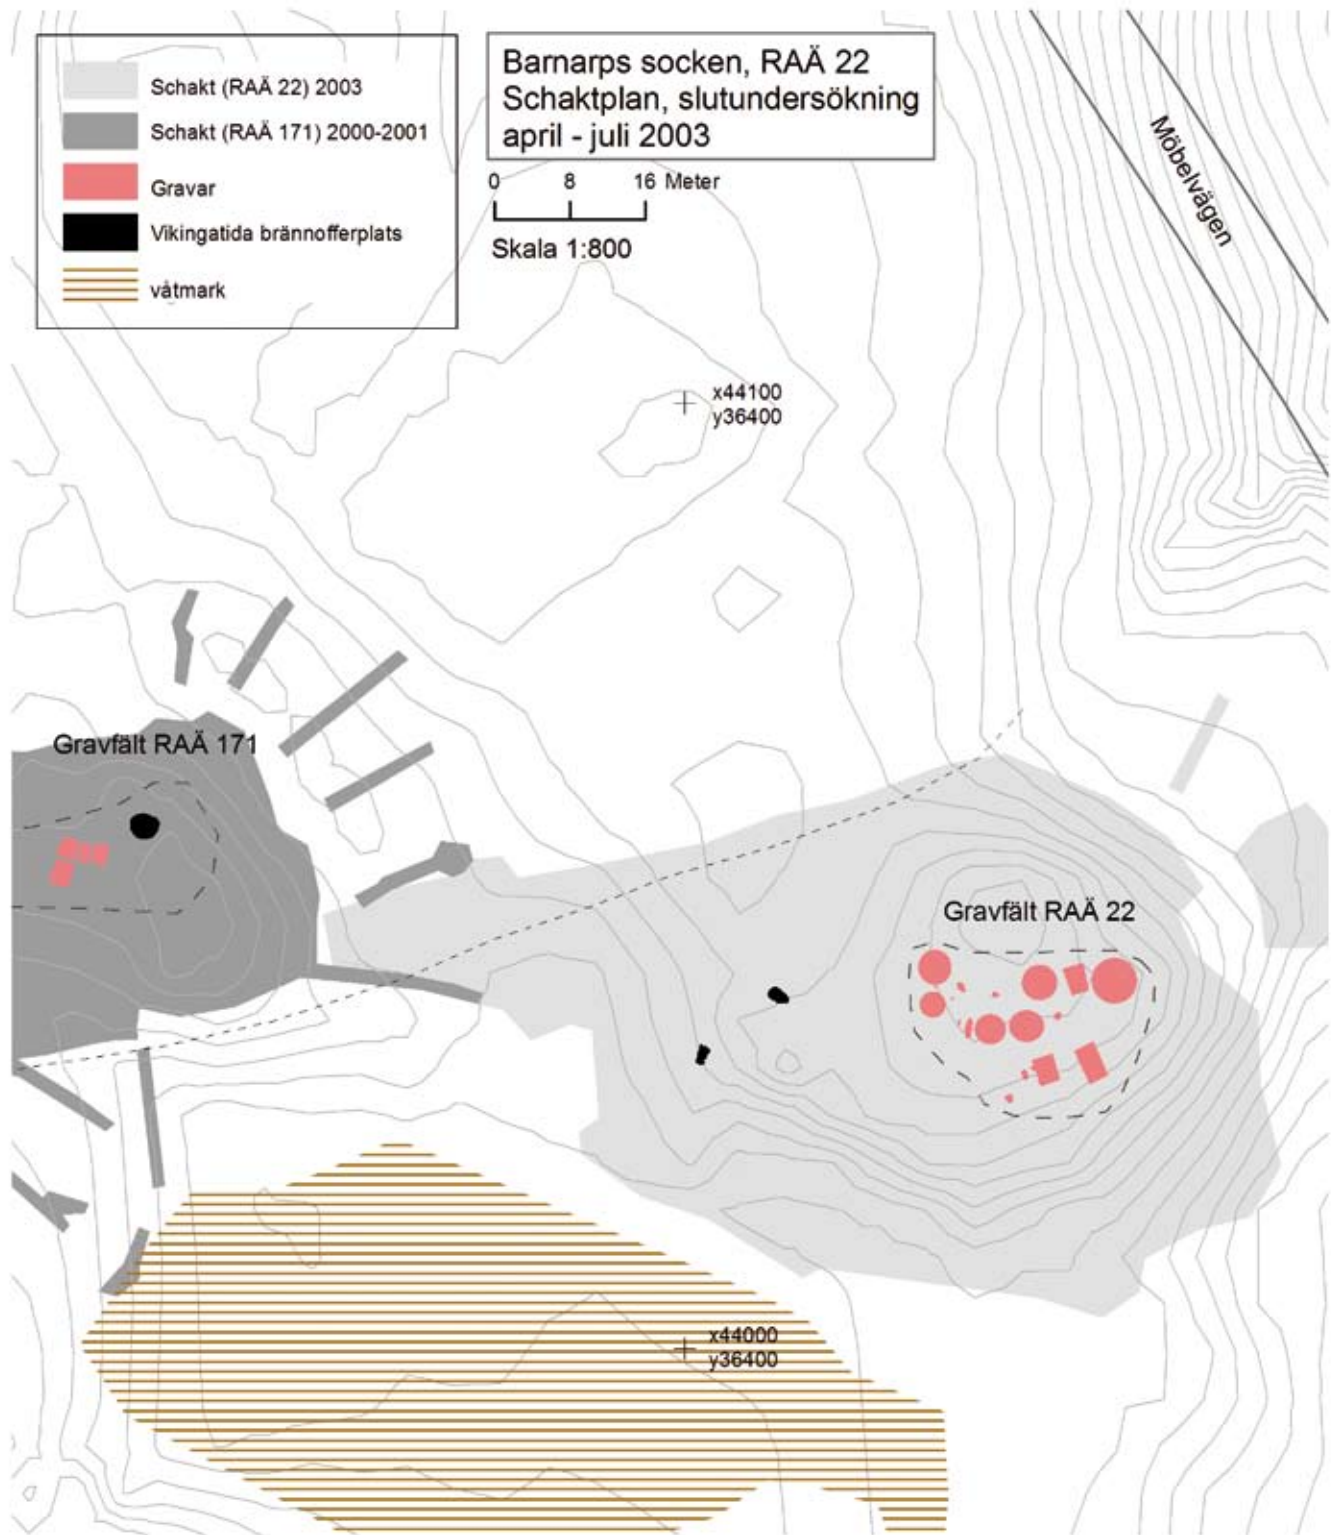 Schakt (RAÄ 22) 2003
Schakt (RAÄ 171) 2000-2001
Gravar
Vikingatida brännofferplats
våtmark
Barnarps socken, RAÄ 22
Schaktplan, slutundersökning
april - juli 2003
0 8 16 Meter
Skala 1:800
Möbelvägen
x44100
y36400
Gravfält RAÄ 171
Gravfält RAÄ 22
x44000
y36400